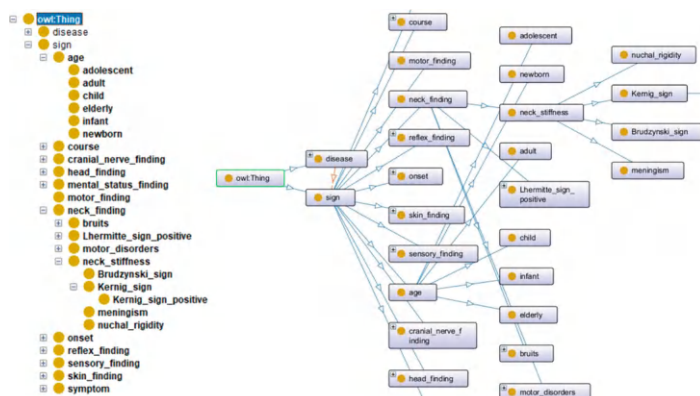 owl:Thing
disease
sign
age
adolescent
adult
child
elderly
infant
newborn
course
cranial_nerve_finding
head_finding
mental_status_finding
motor_finding
neck_finding
bruits
Lhermitte_sign_positive
motor_disorders
neck_stiffness
Brudzynski_sign
Kernig_sign
Kernig_sign_positive
meningism
nuchal_rigidity
onset
reflex_finding
sensory_finding
skin_finding
symptom
owl:Thing
disease
sign
course
motor_finding
neck_finding
reflex_finding
onset
skin_finding
sensory_finding
age
cranial_nerve_f
inding
head_finding
adolescent
newborn
neck_stiffness
adult
Lhermitte_sign_
positive
child
infant
elderly
bruits
motor_disorders
nuchal_rigidity
Kernig_sign
Brudzynski_sign
meningism